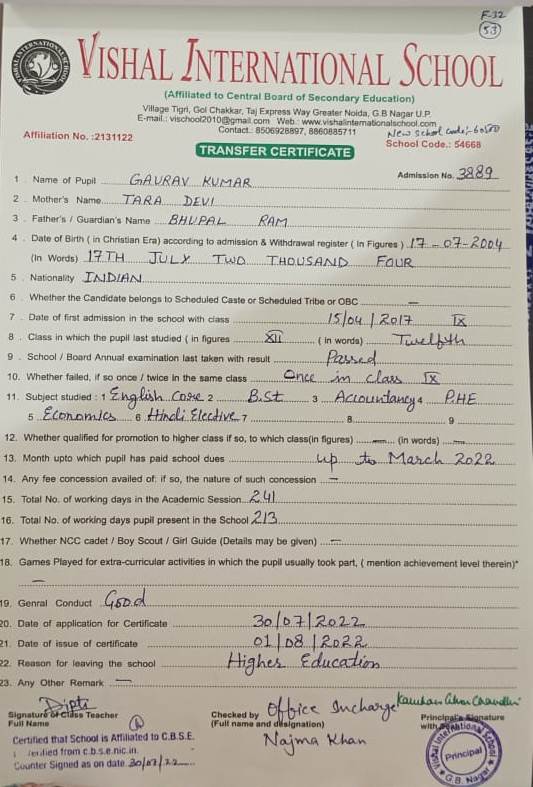 F-32
53
VISHAL INTERNATIONAL SCHOOL
(Affiliated to Central Board of Secondary Education)
Village Tigri, Gol Chakkar, Taj Express Way Greater Noida, G.B Nagar U.P.
E-mail.: vischool2010@gmail.com Web.: www.vishalinternationalschool.com
Contact.: 8506928897, 8860885711
New school code:-
Affiliation No. :2131122
School Code.: 54668
TRANSFER CERTIFICATE
Admission No. 3889
1 . Name of Pupil GAURAV KUMAR
2 . Mother's Name TARA DEVI
3 . Father's / Guardian's Name BHUPAL RAM
4 . Date of Birth ( in Christian Era) according to admission & Withdrawal register ( In Figures ) 17-07-2004
(In Words) 17TH JULY TWO THOUSAND FOUR
5 . Nationality INDIAN
6 . Whether the Candidate belongs to Scheduled Caste or Scheduled Tribe or OBC —
7 . Date of first admission in the school with class 15/04/2017 IX
8 . Class in which the pupil last studied ( in figures XII ( in words) Twelfth
9 . School / Board Annual examination last taken with result Passed
10. Whether failed, if so once / twice in the same class Once in class IX
11. Subject studied : 1 English Core 2 B.St 3 Accountancy 4 P.HE
5 Economics 6 Hindi Elective 7 8 9
12. Whether qualified for promotion to higher class if so, to which class(in figures) — (in words) —
13. Month upto which pupil has paid school dues up to March 2022
14. Any fee concession availed of: if so, the nature of such concession —
15. Total No. of working days in the Academic Session 241
16. Total No. of working days pupil present in the School 213
17. Whether NCC cadet / Boy Scout / Girl Guide (Details may be given) —
18. Games Played for extra-curricular activities in which the pupil usually took part, ( mention achievement level therein)*
—
19. Genral Conduct Good
20. Date of application for Certificate 30/07/2022
21. Date of issue of certificate 01/08/2022
22. Reason for leaving the school Higher Education
23. Any Other Remark —
Dipti
Signature of Class Teacher
Full Name
Checked by Office Incharge
(Full name and designation)
Najma Khan
Principal's Signature
with
Certified that School is Affiliated to C.B.S.E.
verified from c.b.s.e.nic.in.
Counter Signed as on date 30/07/22
Vishal International School
Principal
G.B. Nagar